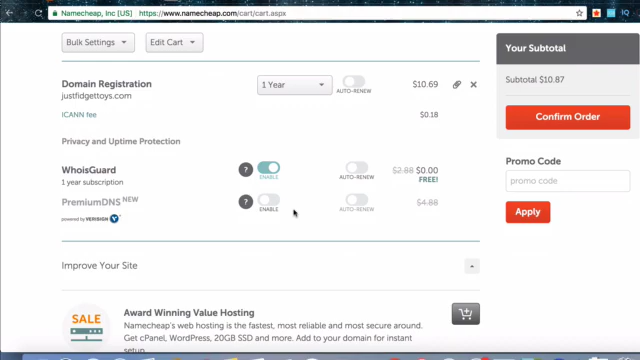 Namecheap, Inc [US] https://www.namecheap.com/cart/cart.aspx
Bulk Settings
Edit Cart
Your Subtotal
Subtotal $10.87
Confirm Order
Promo Code
promo code
Apply
Domain Registration
justfidgettoys.com
1 Year
AUTO-RENEW
$10.69
ICANN fee
$0.18
Privacy and Uptime Protection
WhoisGuard
1 year subscription
?
ENABLE
AUTO-RENEW
$2.88 $0.00
FREE!
PremiumDNS NEW
powered by VERISIGN
?
ENABLE
AUTO-RENEW
$4.88
Improve Your Site
SALE
Award Winning Value Hosting
Namecheap's web hosting is the fastest, most reliable and most secure around.
Get cPanel, WordPress, 20GB SSD and more. Add to your domain for instant
setup.